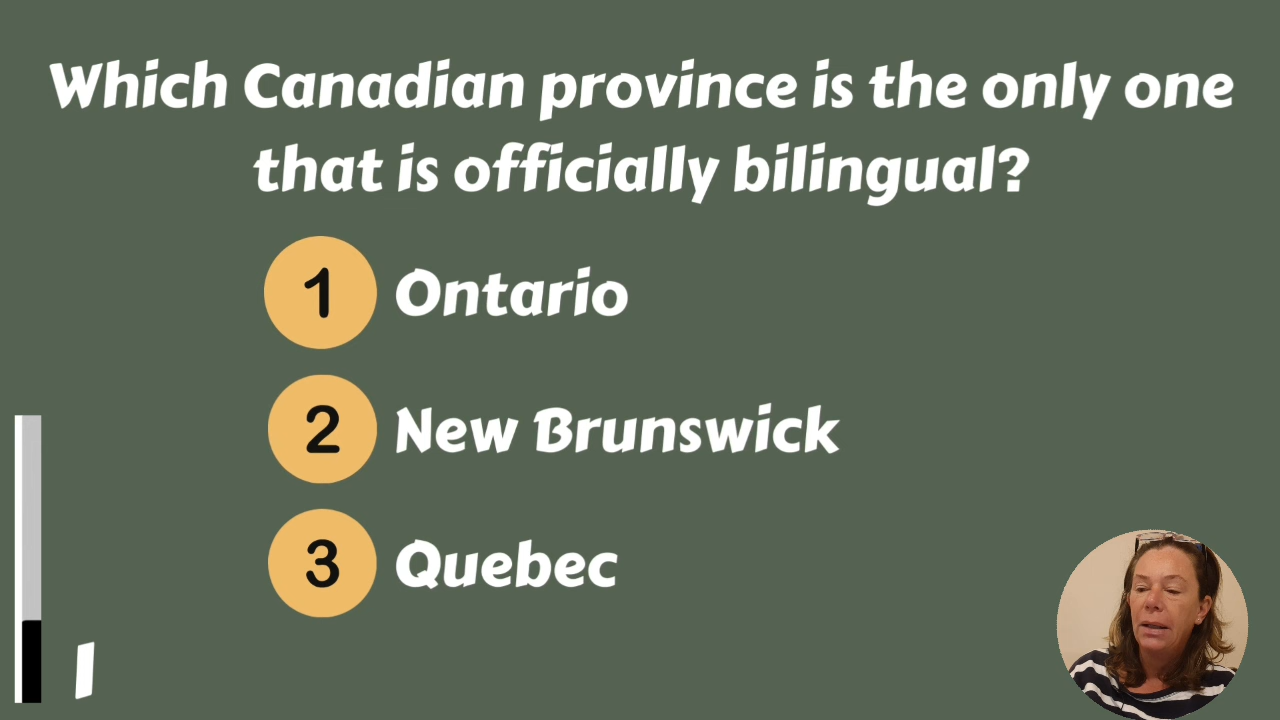 Which Canadian province is the only one
that is officially bilingual?
1 Ontario
2 New Brunswick
3 Quebec
1